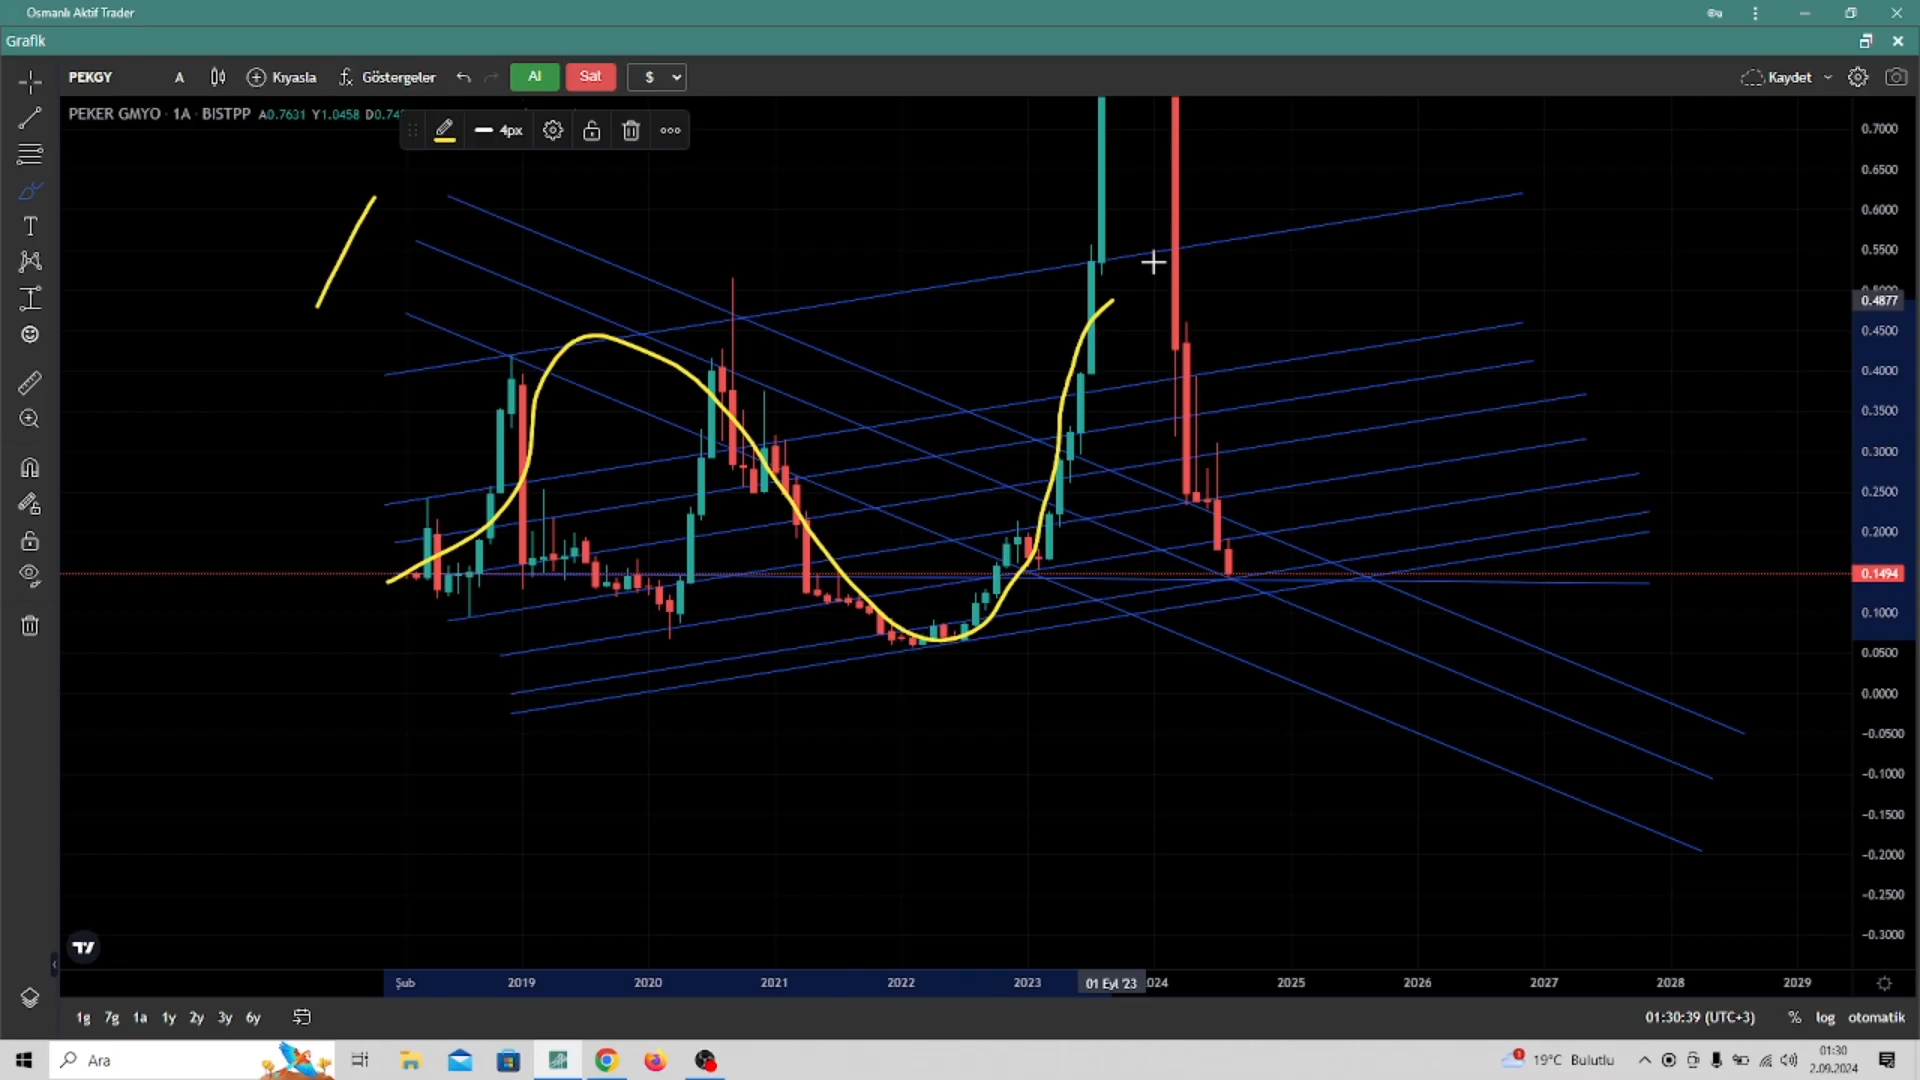 Osmanlı Aktif Trader
Grafik
PEKGY A Kıyasla Göstergeler Al Sat $ Kaydet
PEKER GMYO · 1A · BISTPP A0.7631 Y1.0458
4px
0.7000
0.6500
0.6000
0.5500
0.4877
0.4500
0.4000
0.3500
0.3000
0.2500
0.2000
0.1494
0.1000
0.0500
0.0000
-0.0500
-0.1000
-0.1500
-0.2000
-0.2500
-0.3000
Şub 2019 2020 2021 2022 2023 01 Eyl '23 2025 2026 2027 2028 2029
1g 7g 1a 1y 2y 3y 6y 01:30:39 (UTC+3) % log otomatik
Ara 19°C Bulutlu 01:30
2.09.2024